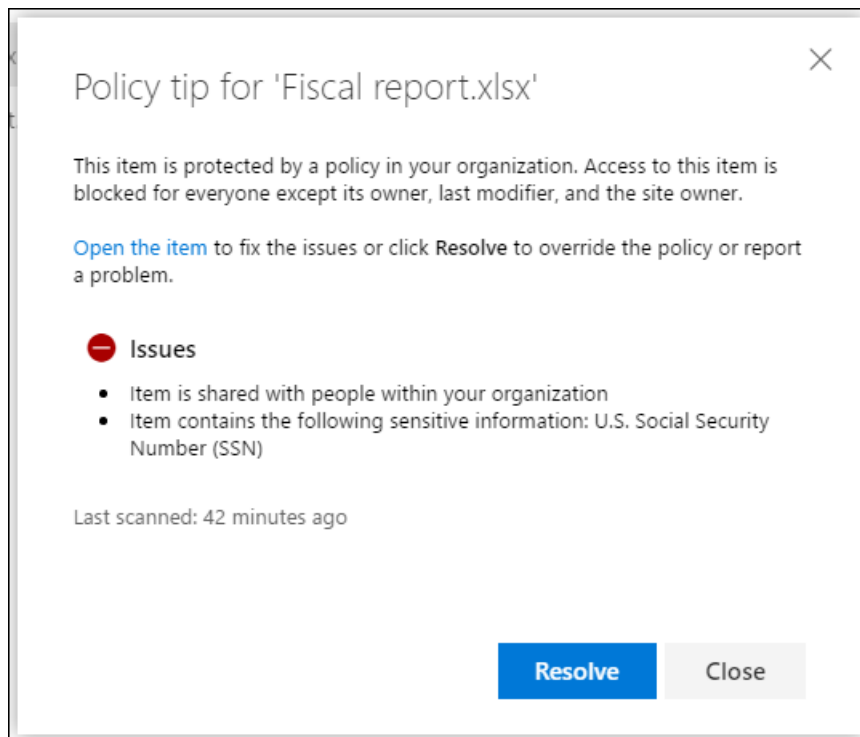 Policy tip for 'Fiscal report.xlsx'
This item is protected by a policy in your organization. Access to this item is
blocked for everyone except its owner, last modifier, and the site owner.
Open the item to fix the issues or click Resolve to override the policy or report
a problem.
Issues
• Item is shared with people within your organization
• Item contains the following sensitive information: U.S. Social Security
Number (SSN)
Last scanned: 42 minutes ago
Resolve Close